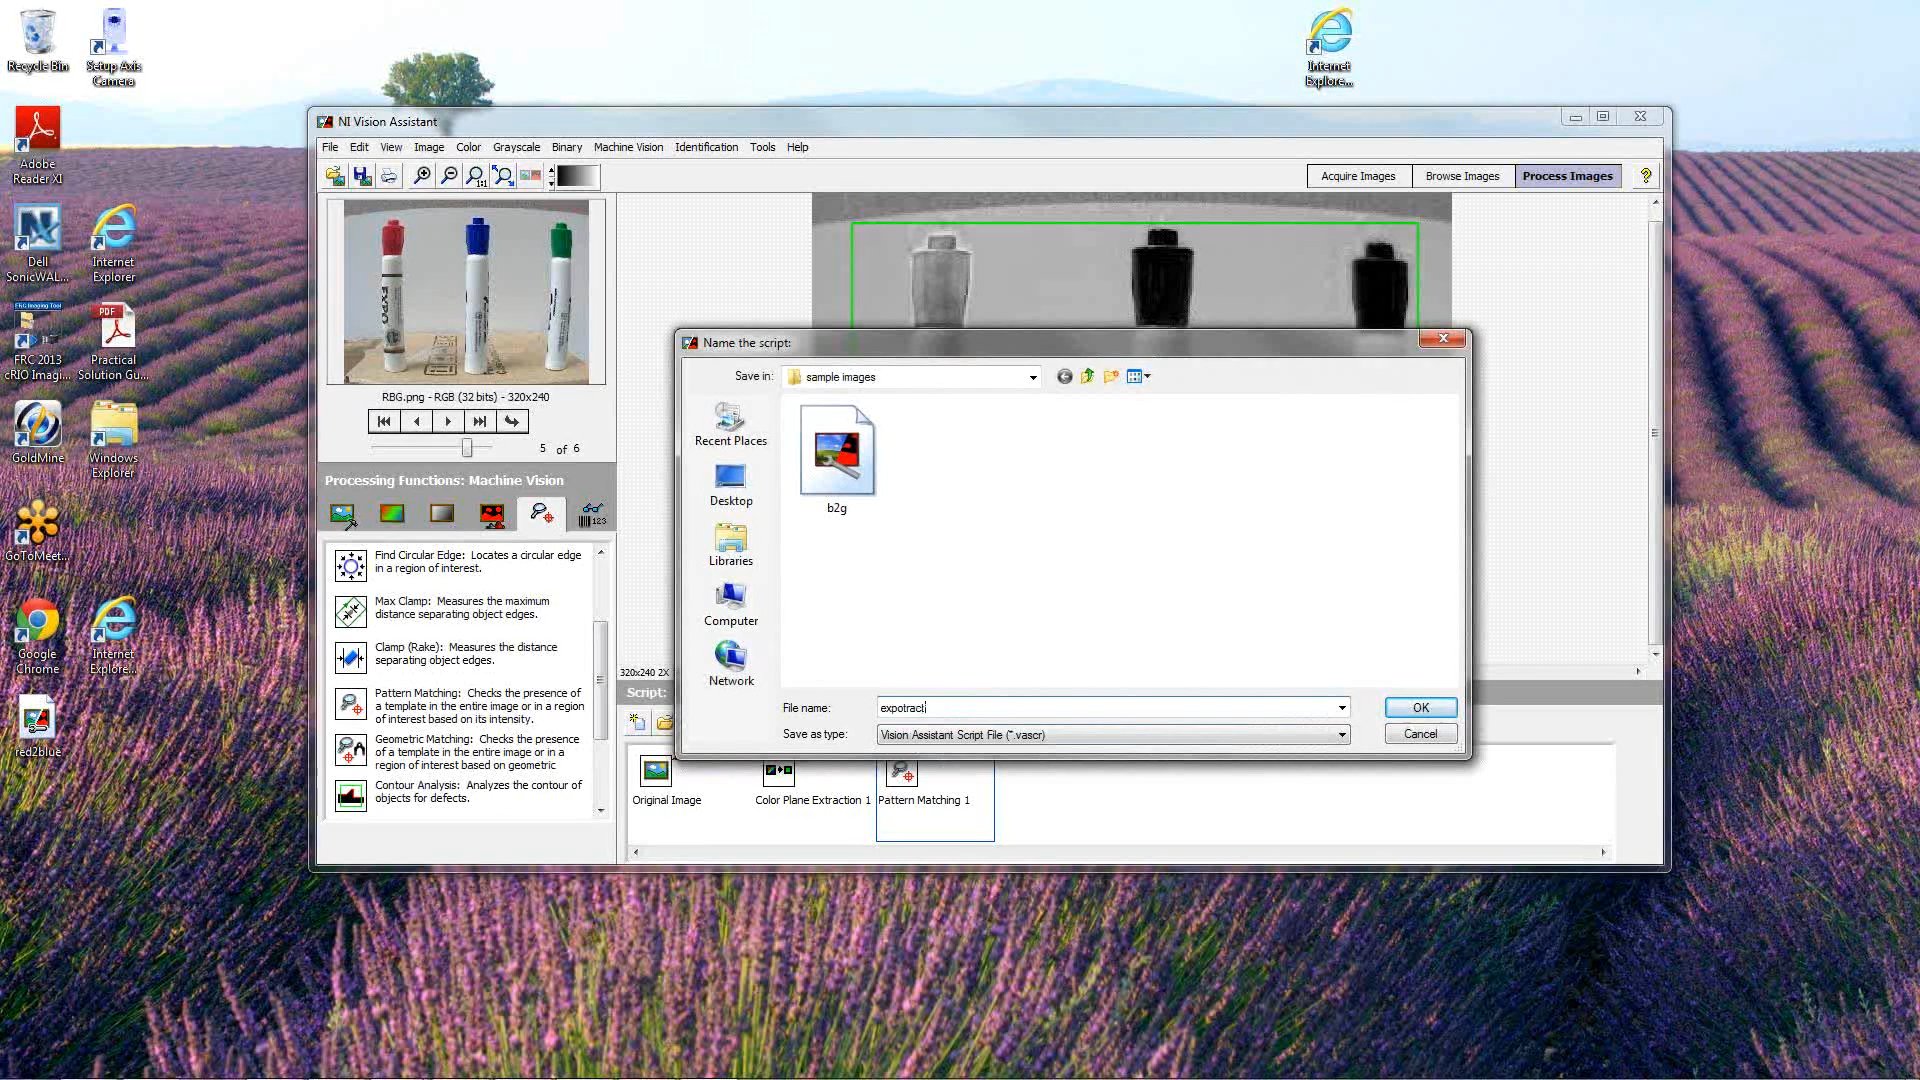 Recycle Bin
Setup Axis
Camera
Internet
Explore...
Adobe
Reader XI
Dell
SonicWAL...
Internet
Explorer
FRC Imaging Tool
FRC 2013
cRIO Imagi...
PDF
Practical
Solution Gu...
GoldMine
Windows
Explorer
GoToMeet...
Google
Chrome
Internet
Explore...
red2blue
NI Vision Assistant
File Edit View Image Color Grayscale Binary Machine Vision Identification Tools Help
1:1
Acquire Images Browse Images Process Images ?
EXPO
RBG.png - RGB (32 bits) - 320x240
5 of 6
Processing Functions: Machine Vision
123
Find Circular Edge: Locates a circular edge
in a region of interest.
Max Clamp: Measures the maximum
distance separating object edges.
Clamp (Rake): Measures the distance
separating object edges.
Pattern Matching: Checks the presence of
a template in the entire image or in a region
of interest based on its intensity.
Geometric Matching: Checks the presence
of a template in the entire image or in a
region of interest based on geometric
Contour Analysis: Analyzes the contour of
objects for defects.
320x240 2X
Script:
Original Image
Color Plane Extraction 1
Pattern Matching 1
Name the script:
Save in: sample images
Recent Places
Desktop
Libraries
Computer
Network
b2g
File name: expotract
OK
Save as type: Vision Assistant Script File (*.vascr)
Cancel